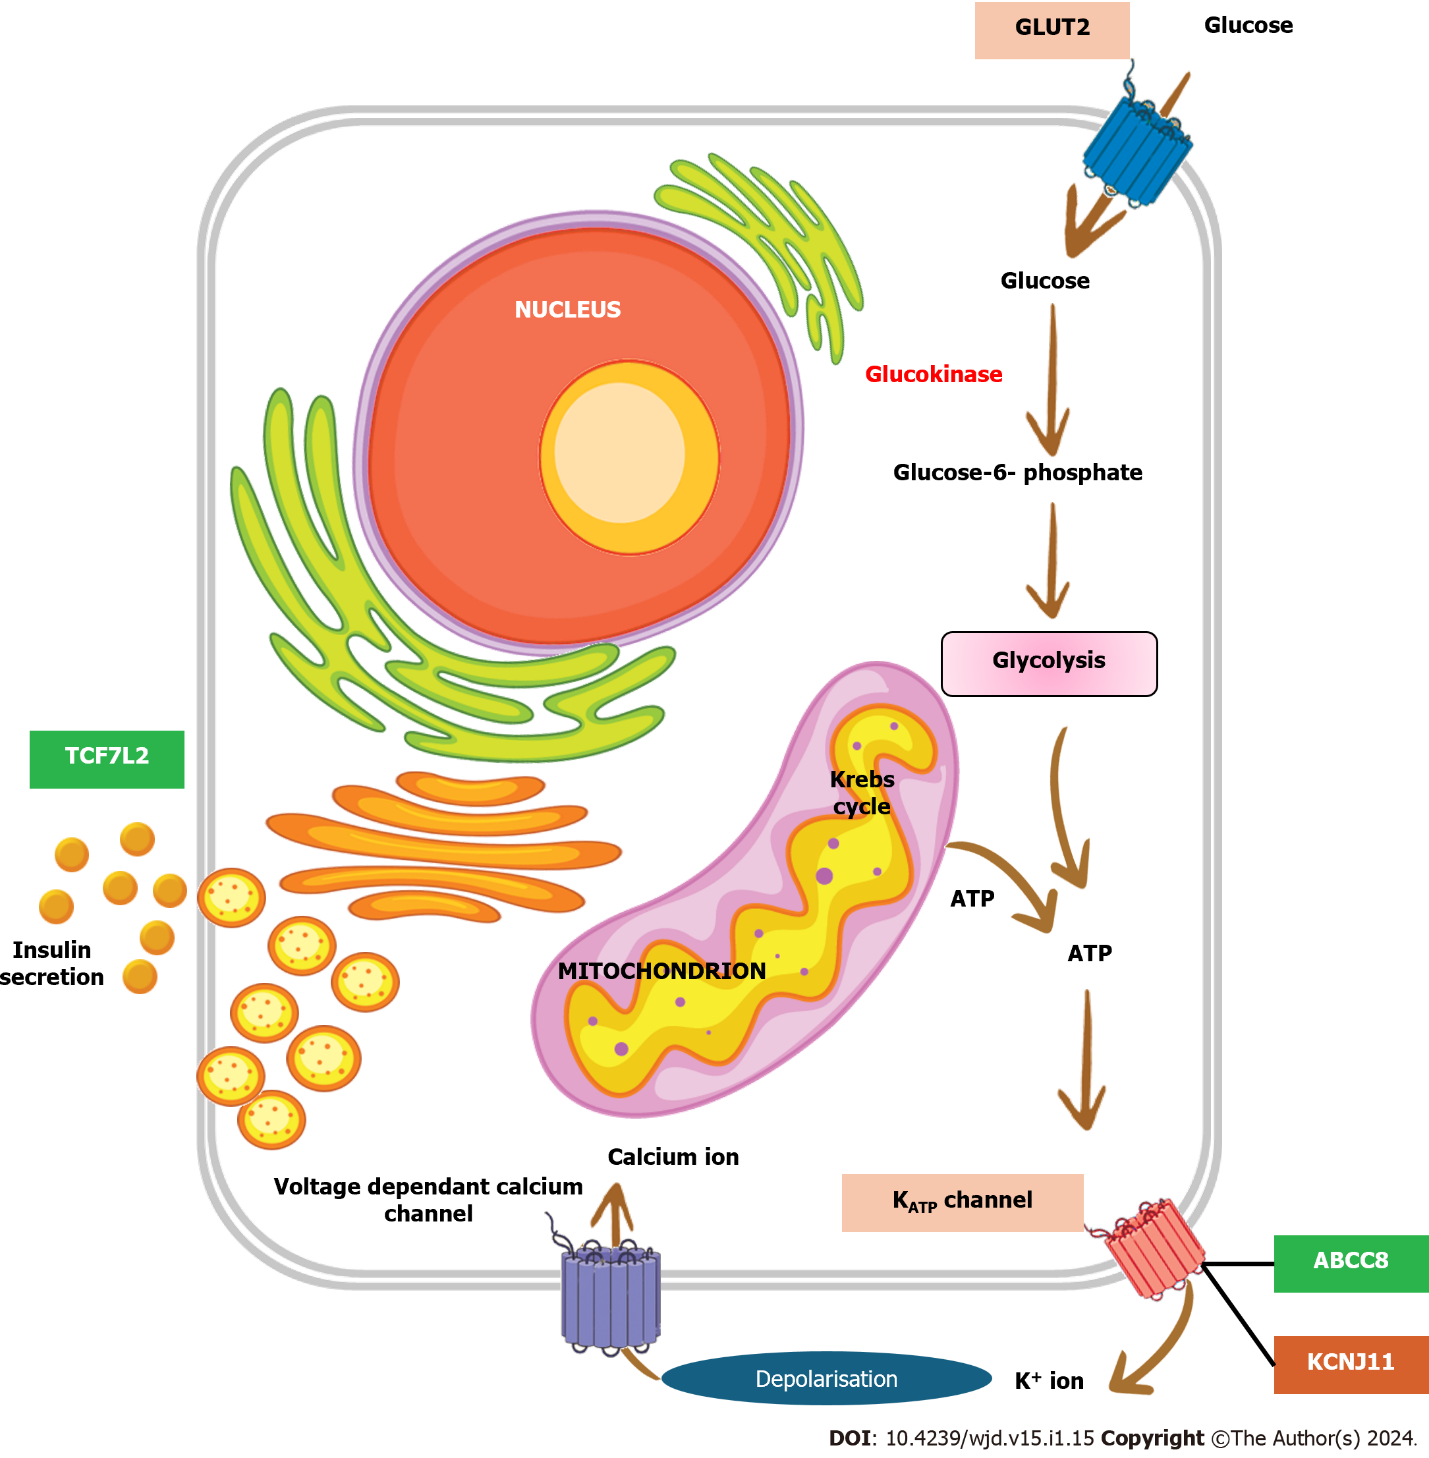 GLUT2
Glucose
NUCLEUS
Glucose
Glucokinase
Glucose-6- phosphate
Glycolysis
TCF7L2
Krebs
cycle
ATP
Insulin
secretion
MITOCHONDRION
ATP
Calcium ion
Voltage dependant calcium
channel
KATP channel
ABCC8
KCNJ11
Depolarisation
K+ ion
DOI: 10.4239/wjd.v15.i1.15 Copyright ©The Author(s) 2024.